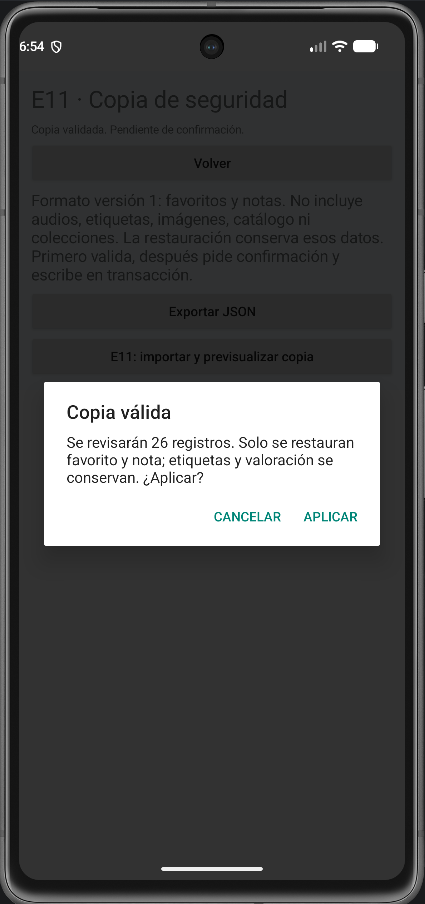 6:54
E11 · Copia de seguridad
Copia validada. Pendiente de confirmación.
Volver
Formato versión 1: favoritos y notas. No incluye
audios, etiquetas, imágenes, catálogo ni
colecciones. La restauración conserva esos datos.
Primero valida, después pide confirmación y
escribe en transacción.
Exportar JSON
E11: importar y previsualizar copia
Copia válida
Se revisarán 26 registros. Solo se restauran
favorito y nota; etiquetas y valoración se
conservan. ¿Aplicar?
CANCELAR APLICAR